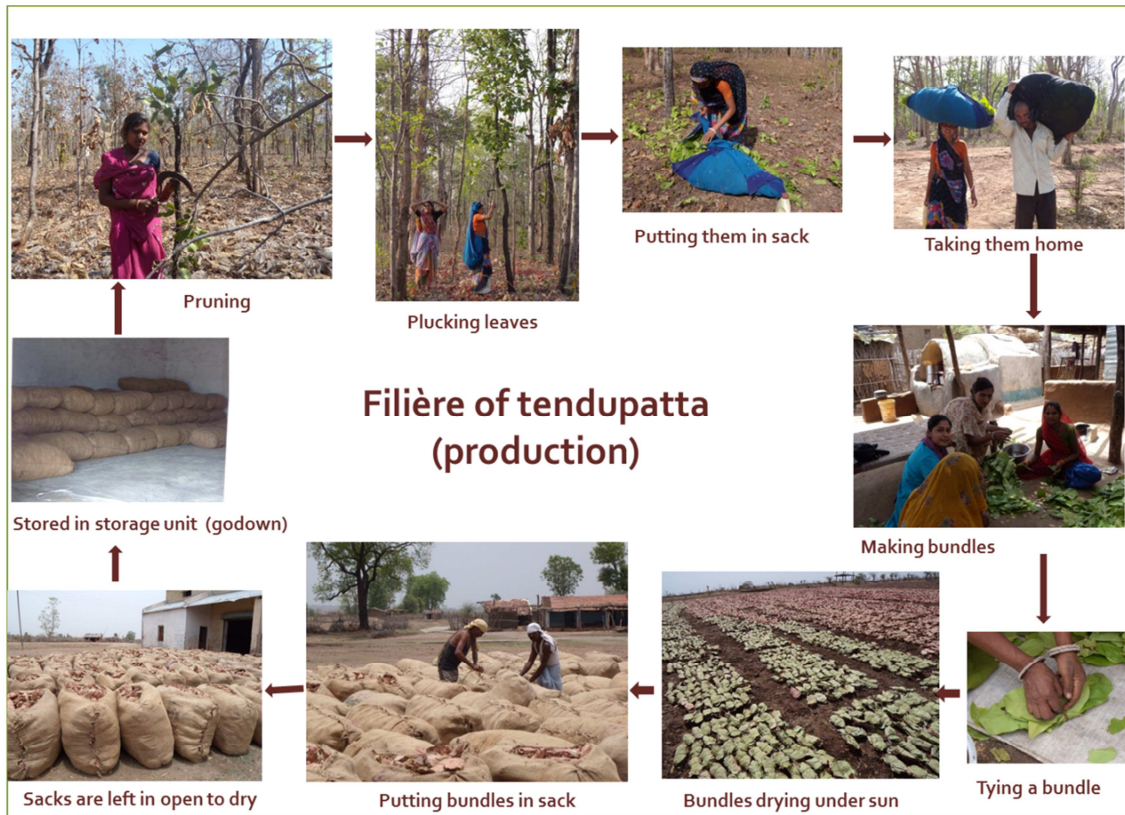 Pruning
Plucking leaves
Putting them in sack
Taking them home
Filière of tendupatta
(production)
Making bundles
Tying a bundle
Bundles drying under sun
Putting bundles in sack
Sacks are left in open to dry
Stored in storage unit (godown)